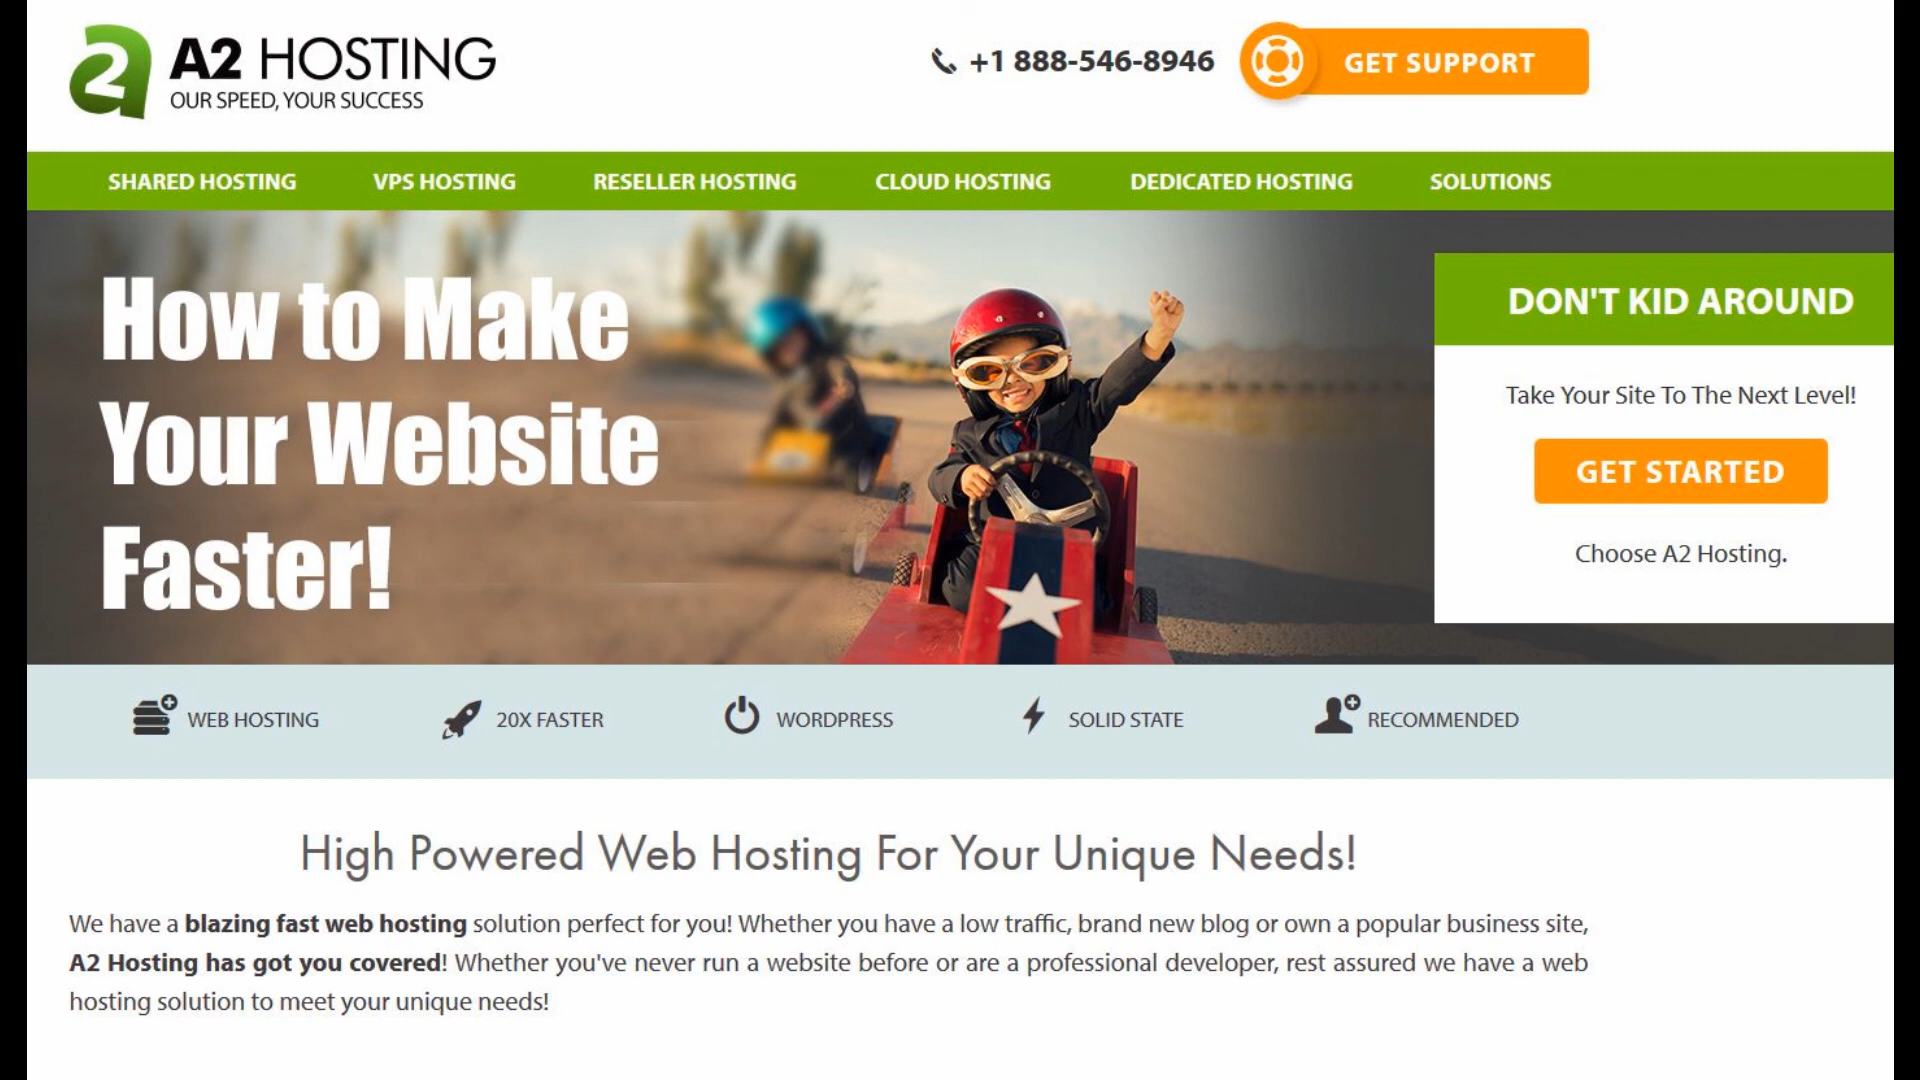 A2 HOSTING
OUR SPEED, YOUR SUCCESS
+1 888-546-8946
GET SUPPORT
SHARED HOSTING
VPS HOSTING
RESELLER HOSTING
CLOUD HOSTING
DEDICATED HOSTING
SOLUTIONS
How to Make
Your Website
Faster!
DON'T KID AROUND
Take Your Site To The Next Level!
GET STARTED
Choose A2 Hosting.
WEB HOSTING
20X FASTER
WORDPRESS
SOLID STATE
RECOMMENDED
High Powered Web Hosting For Your Unique Needs!
We have a blazing fast web hosting solution perfect for you! Whether you have a low traffic, brand new blog or own a popular business site,
A2 Hosting has got you covered! Whether you've never run a website before or are a professional developer, rest assured we have a web
hosting solution to meet your unique needs!